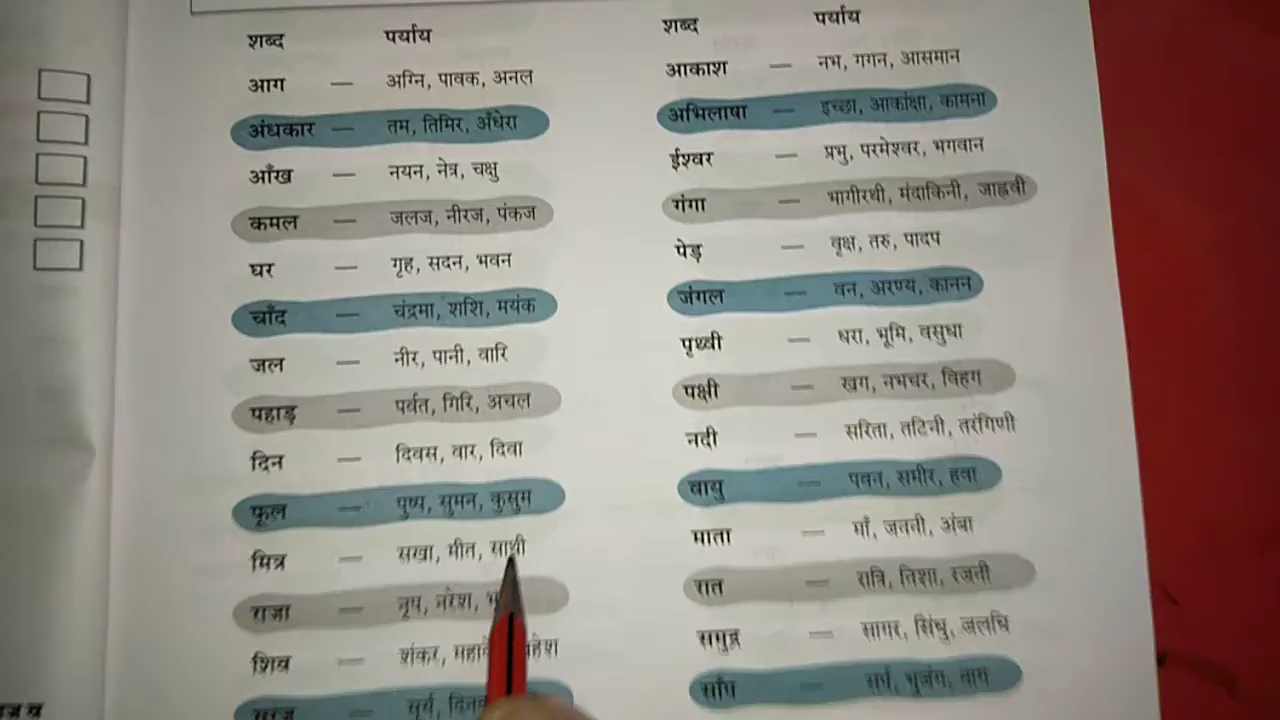 शब्द पर्याय
आग — अग्नि, पावक, अनल
अंधकार — तम, तिमिर, अँधेरा
आँख — नयन, नेत्र, चक्षु
कमल — जलज, नीरज, पंकज
घर — गृह, सदन, भवन
चाँद — चंद्रमा, शशि, मयंक
जल — नीर, पानी, वारि
पहाड़ — पर्वत, गिरि, अचल
दिन — दिवस, वार, दिवा
फूल — पुष्प, सुमन, कुसुम
मित्र — सखा, मीत, साथी
राजा — नृप, नरेश,
शिव — शंकर,
सूरज — सूर्य,
शब्द पर्याय
आकाश — नभ, गगन, आसमान
अभिलाषा — इच्छा, आकांक्षा, कामना
ईश्वर — प्रभु, परमेश्वर, भगवान
गंगा — भागीरथी, मंदाकिनी, जाह्नवी
पेड़ — वृक्ष, तरु, पादप
जंगल — वन, अरण्य, कानन
पृथ्वी — धरा, भूमि, वसुधा
पक्षी — खग, नभचर, विहग
नदी — सरिता, तटिनी, तरंगिणी
वायु — पवन, समीर, हवा
माता — माँ, जननी, अंबा
रात — रात्रि, निशा, रजनी
समुद्र — सागर, सिंधु, जलधि
साँप — सर्प, भुजंग, नाग